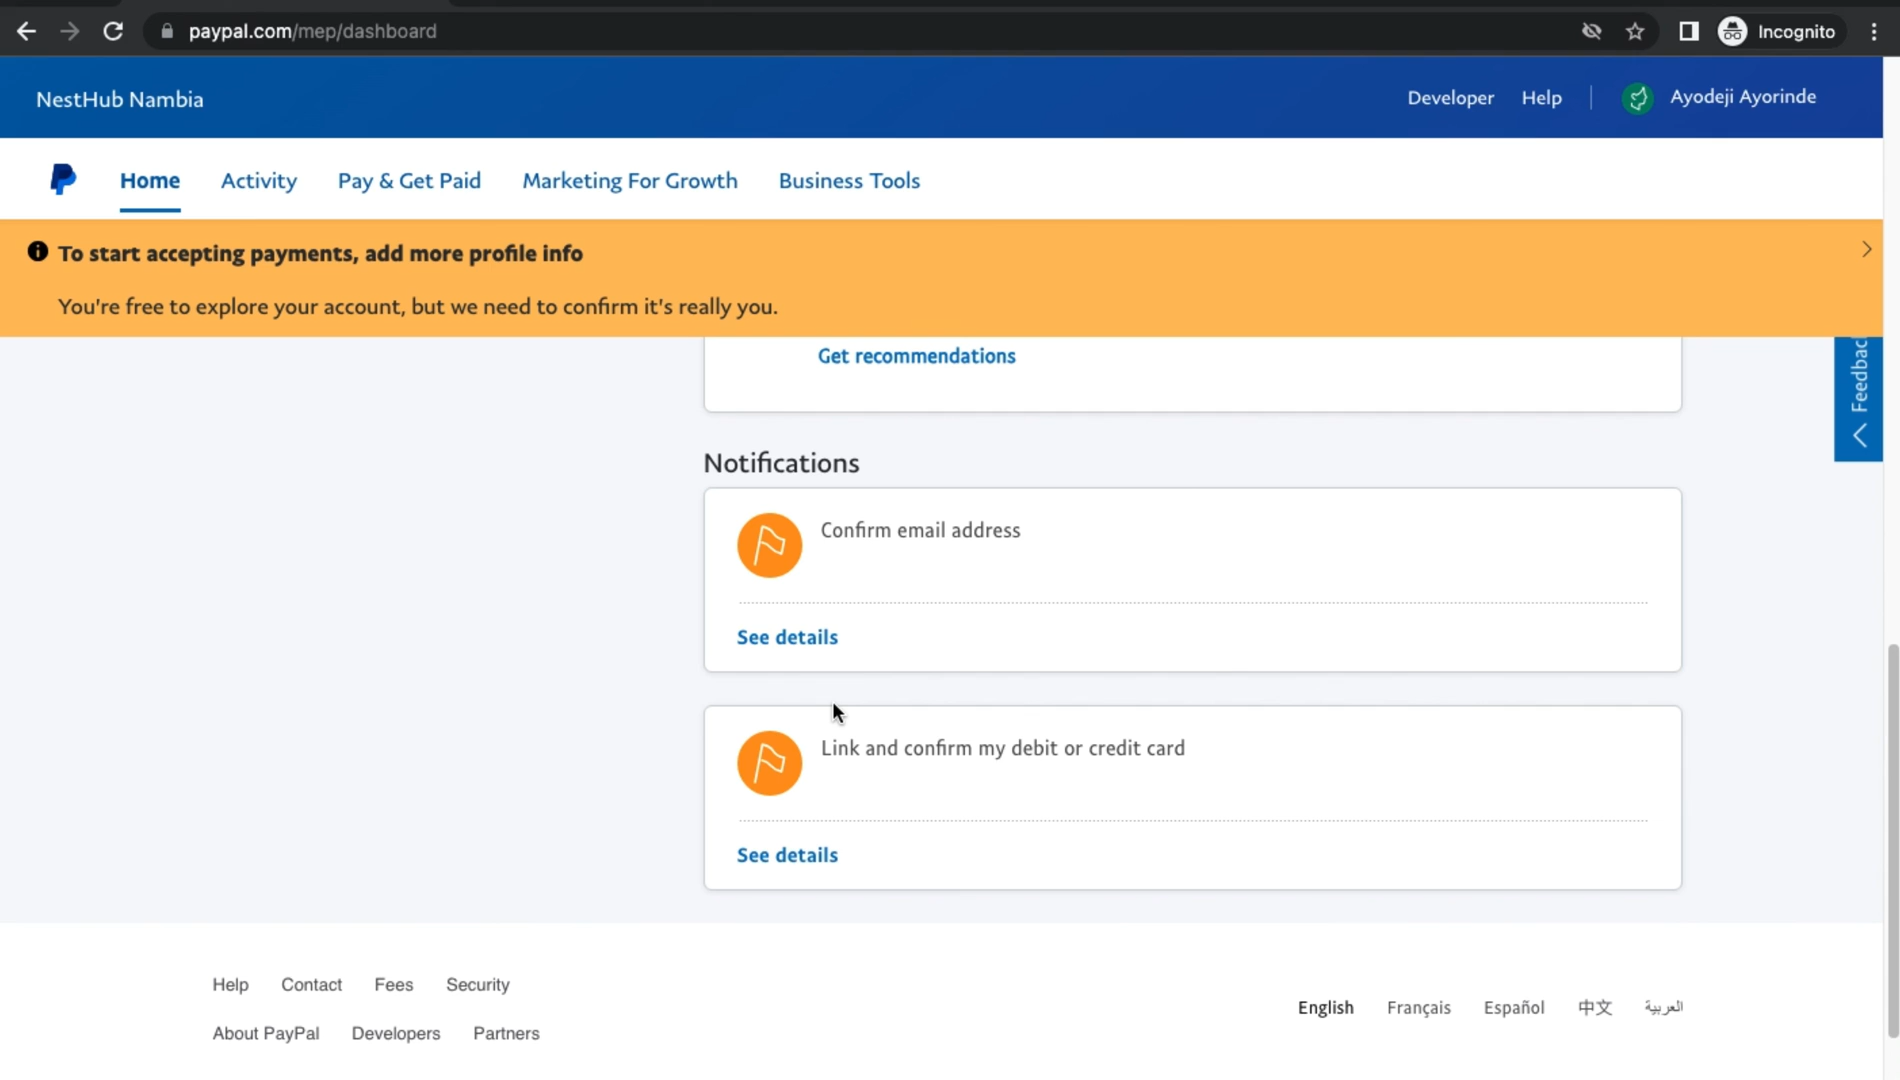 paypal.com/mep/dashboard
Incognito
NestHub Nambia
Developer Help Ayodeji Ayorinde
Home Activity Pay & Get Paid Marketing For Growth Business Tools
To start accepting payments, add more profile info
You're free to explore your account, but we need to confirm it's really you.
Get recommendations
Feedbac
Notifications
Confirm email address
See details
Link and confirm my debit or credit card
See details
Help Contact Fees Security
English Français Español 中文 العربية
About PayPal Developers Partners